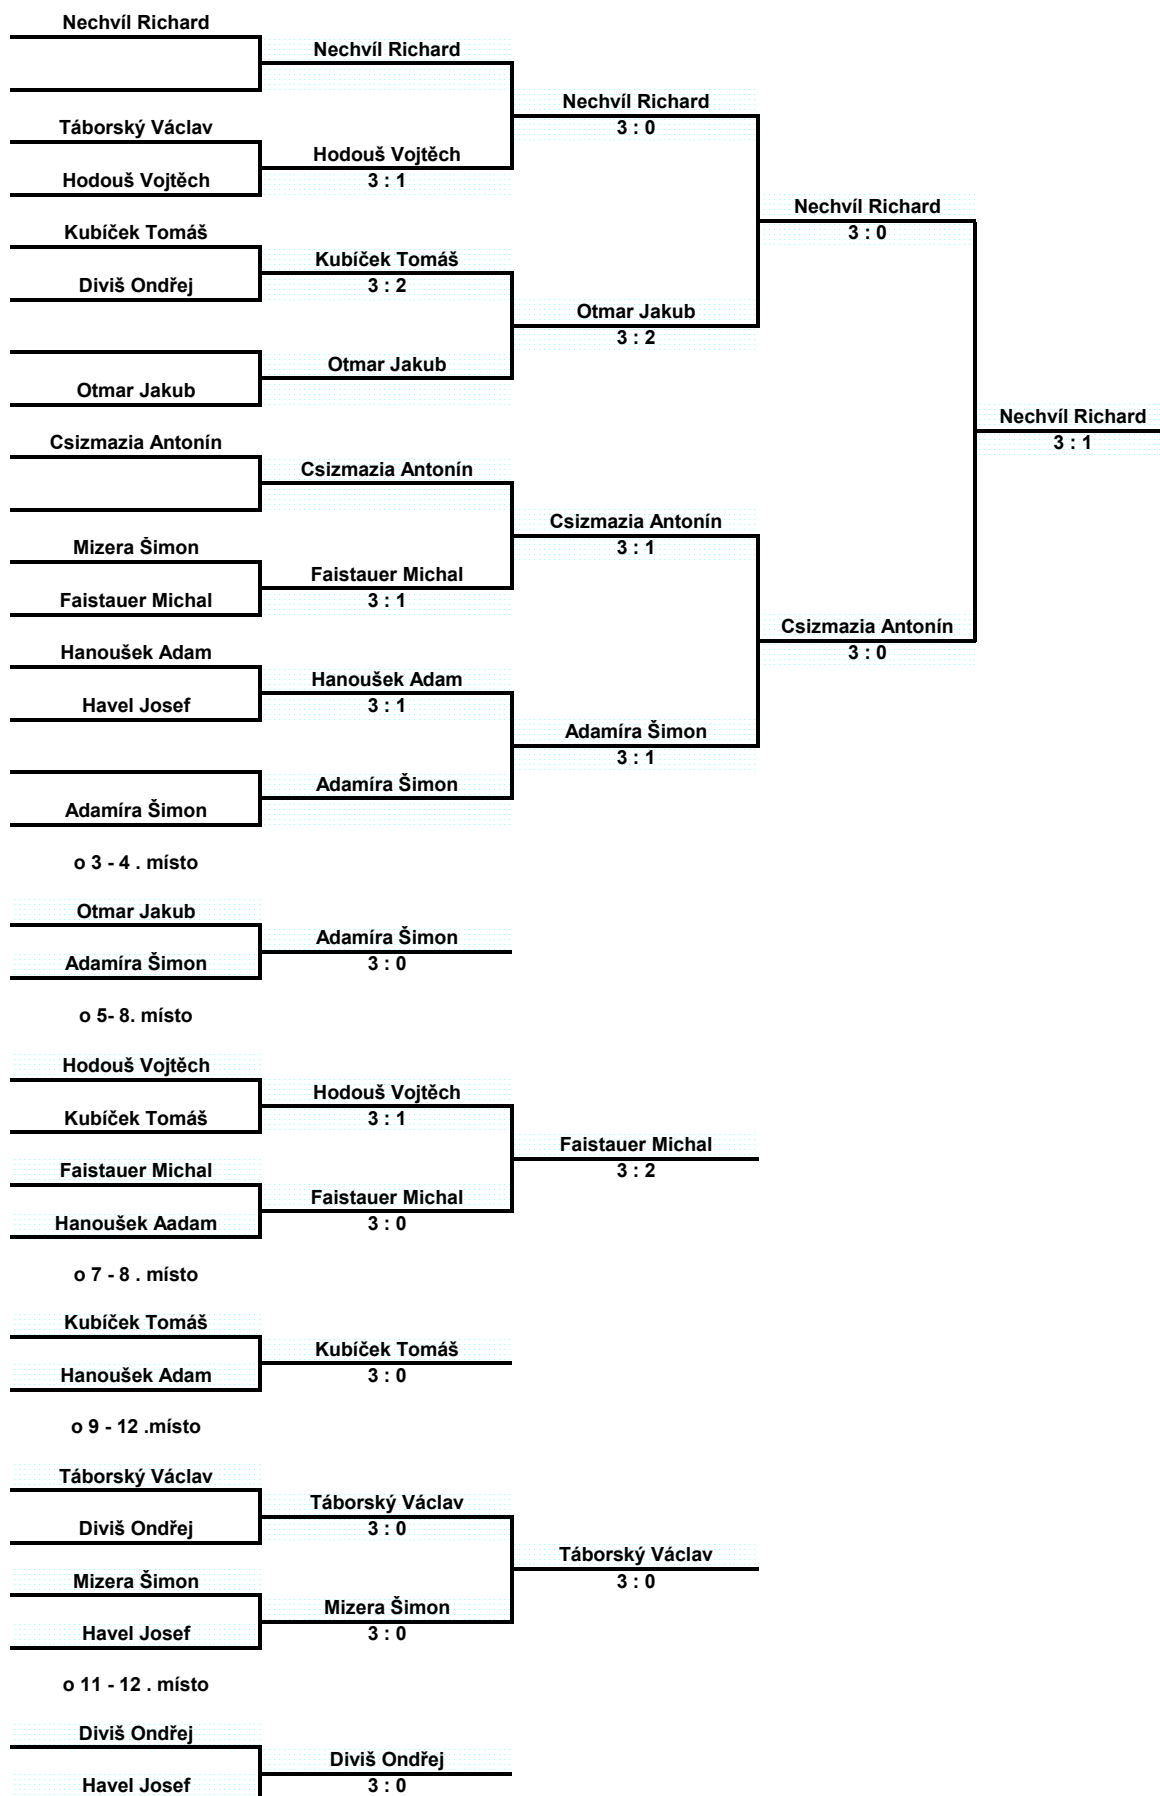 Nechvíl Richard
Nechvíl Richard
Nechvíl Richard
3 : 0
Táborský Václav
Hodouš Vojtěch
3 : 1
Hodouš Vojtěch
Nechvíl Richard
3 : 0
Kubíček Tomáš
Kubíček Tomáš
3 : 2
Diviš Ondřej
Otmar Jakub
3 : 2
Otmar Jakub
Otmar Jakub
Nechvíl Richard
3 : 1
Csizmazia Antonín
Csizmazia Antonín
Csizmazia Antonín
3 : 1
Mizera Šimon
Faistauer Michal
3 : 1
Faistauer Michal
Csizmazia Antonín
3 : 0
Hanoušek Adam
Hanoušek Adam
3 : 1
Havel Josef
Adamíra Šimon
3 : 1
Adamíra Šimon
Adamíra Šimon
o 3 - 4 . místo
Otmar Jakub
Adamíra Šimon
3 : 0
Adamíra Šimon
o 5- 8. místo
Hodouš Vojtěch
Hodouš Vojtěch
3 : 1
Kubíček Tomáš
Faistauer Michal
3 : 2
Faistauer Michal
Faistauer Michal
3 : 0
Hanoušek Aadam
o 7 - 8 . místo
Kubíček Tomáš
Kubíček Tomáš
3 : 0
Hanoušek Adam
o 9 - 12 .místo
Táborský Václav
Táborský Václav
3 : 0
Diviš Ondřej
Táborský Václav
3 : 0
Mizera Šimon
Mizera Šimon
3 : 0
Havel Josef
o 11 - 12 . místo
Diviš Ondřej
Diviš Ondřej
3 : 0
Havel Josef